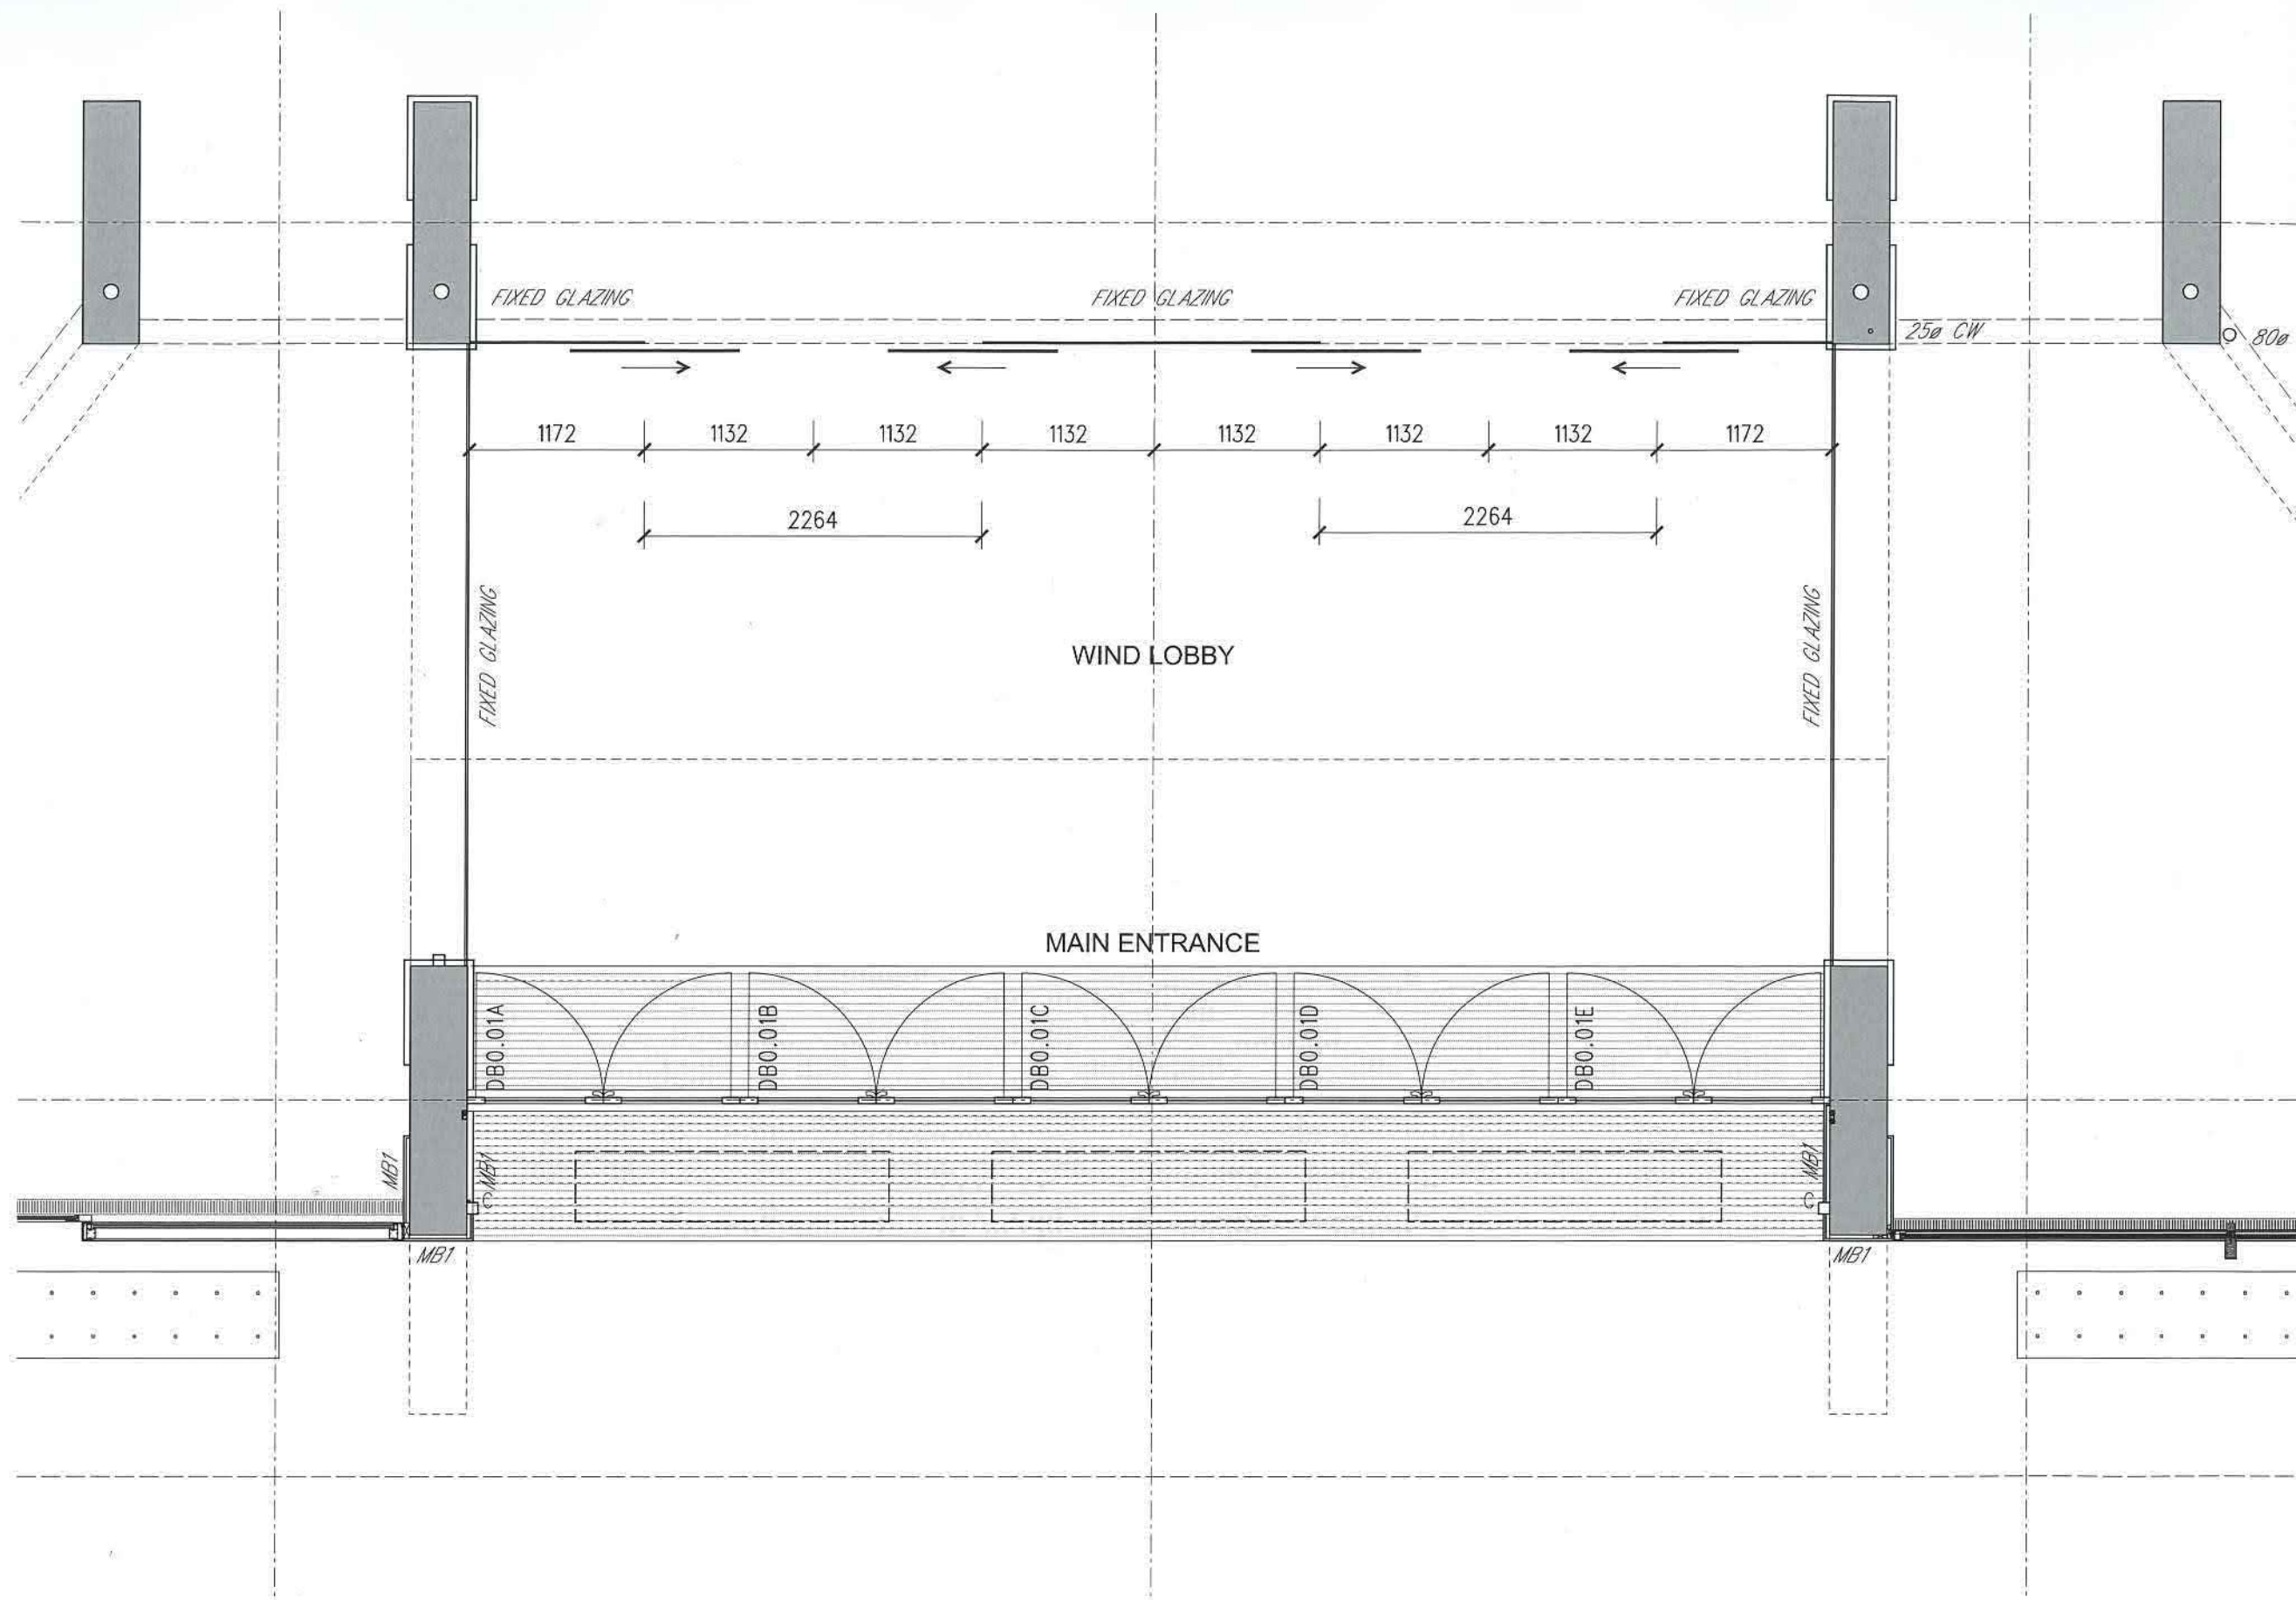 FIXED GLAZING
FIXED GLAZING
FIXED GLAZING
25ø CW
80ø
1172
1132
1132
1132
1132
1132
1132
1172
2264
2264
FIXED GLAZING
FIXED GLAZING
WIND LOBBY
MAIN ENTRANCE
DB0.01A
DB0.01B
DB0.01C
DB0.01D
DB0.01E
MB1
C MB1
C MB1
MB1
MB1